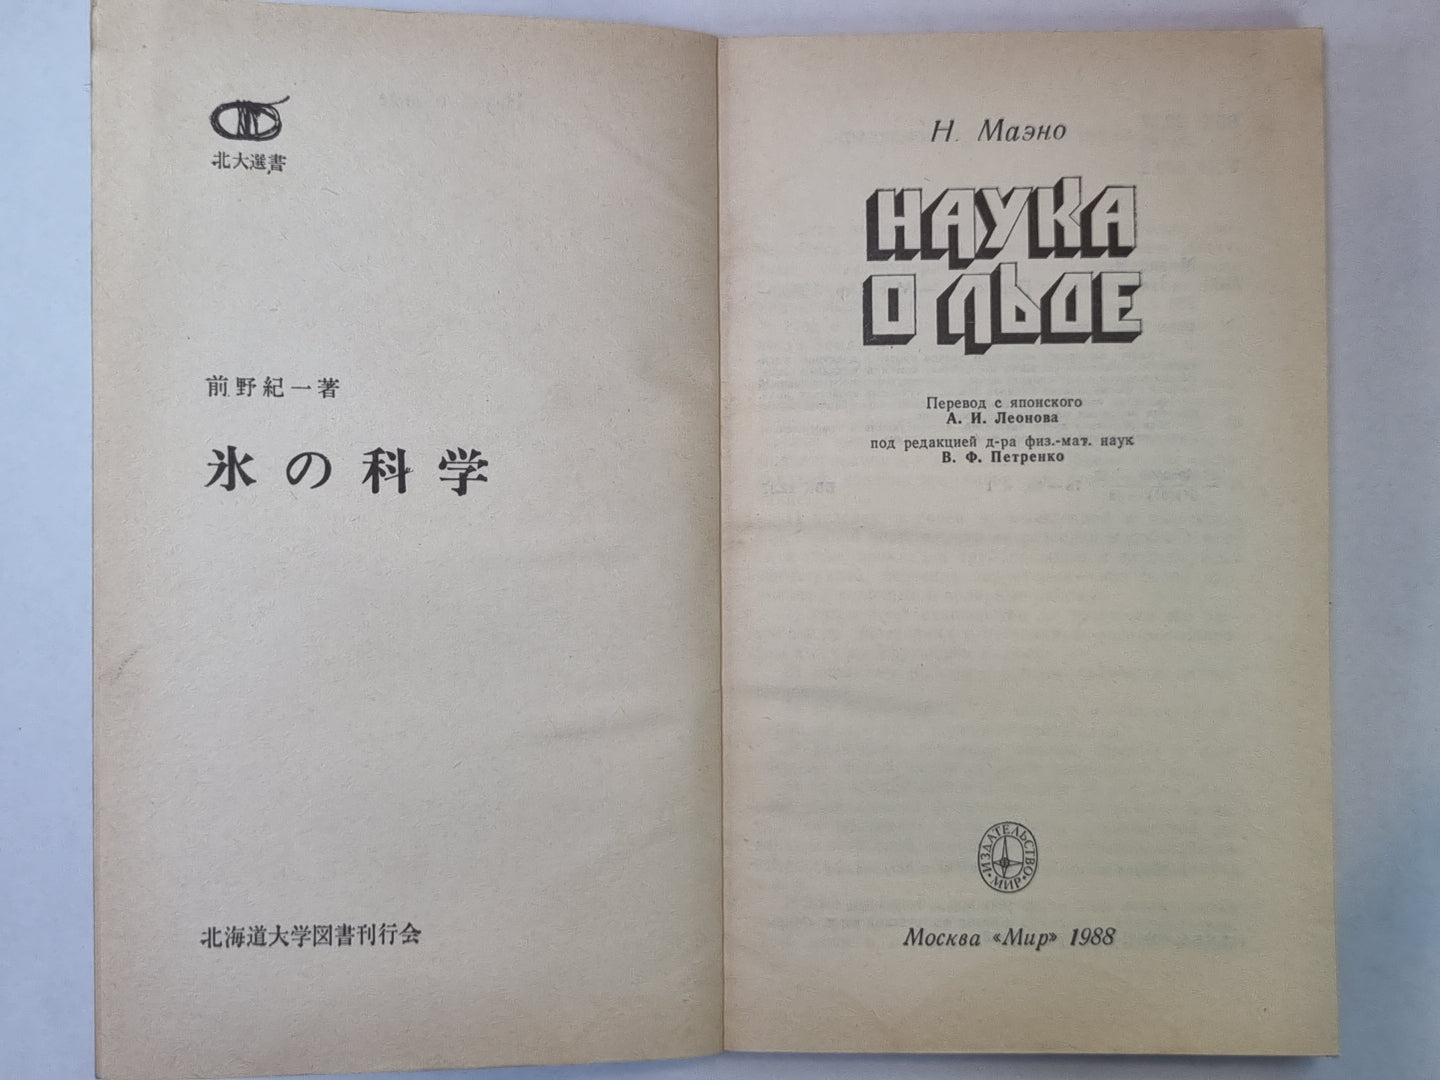 北大選書
前野紀一著
氷の科学
北海道大学図書刊行会
Н. Маэно
НАУКА
О ЛЬДЕ
Перевод с японского
А. И. Леонова
под редакцией д-ра физ.-мат. наук
В. Ф. Петренко
ИЗДАТЕЛЬСТВО
МИР
Москва «Мир» 1988